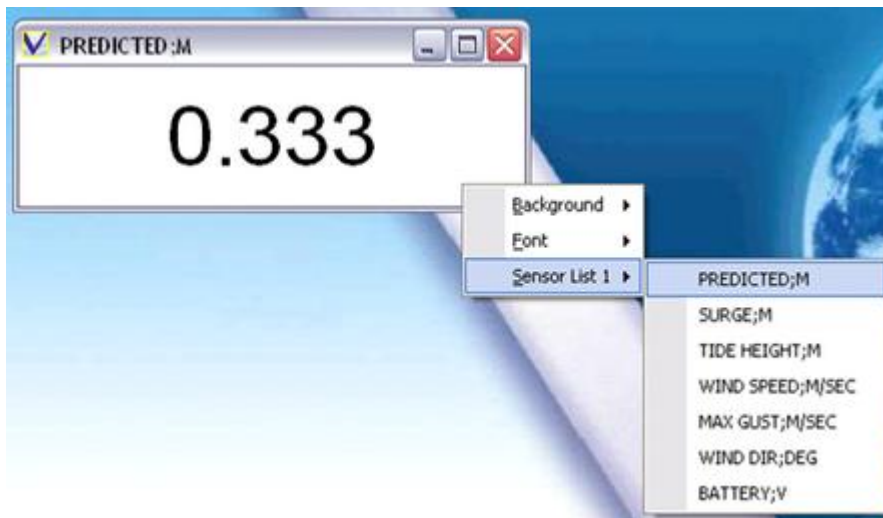 PREDICTED ;M
0.333
Background
Font
Sensor List 1
PREDICTED;M
SURGE;M
TIDE HEIGHT;M
WIND SPEED;M/SEC
MAX GUST;M/SEC
WIND DIR;DEG
BATTERY;V